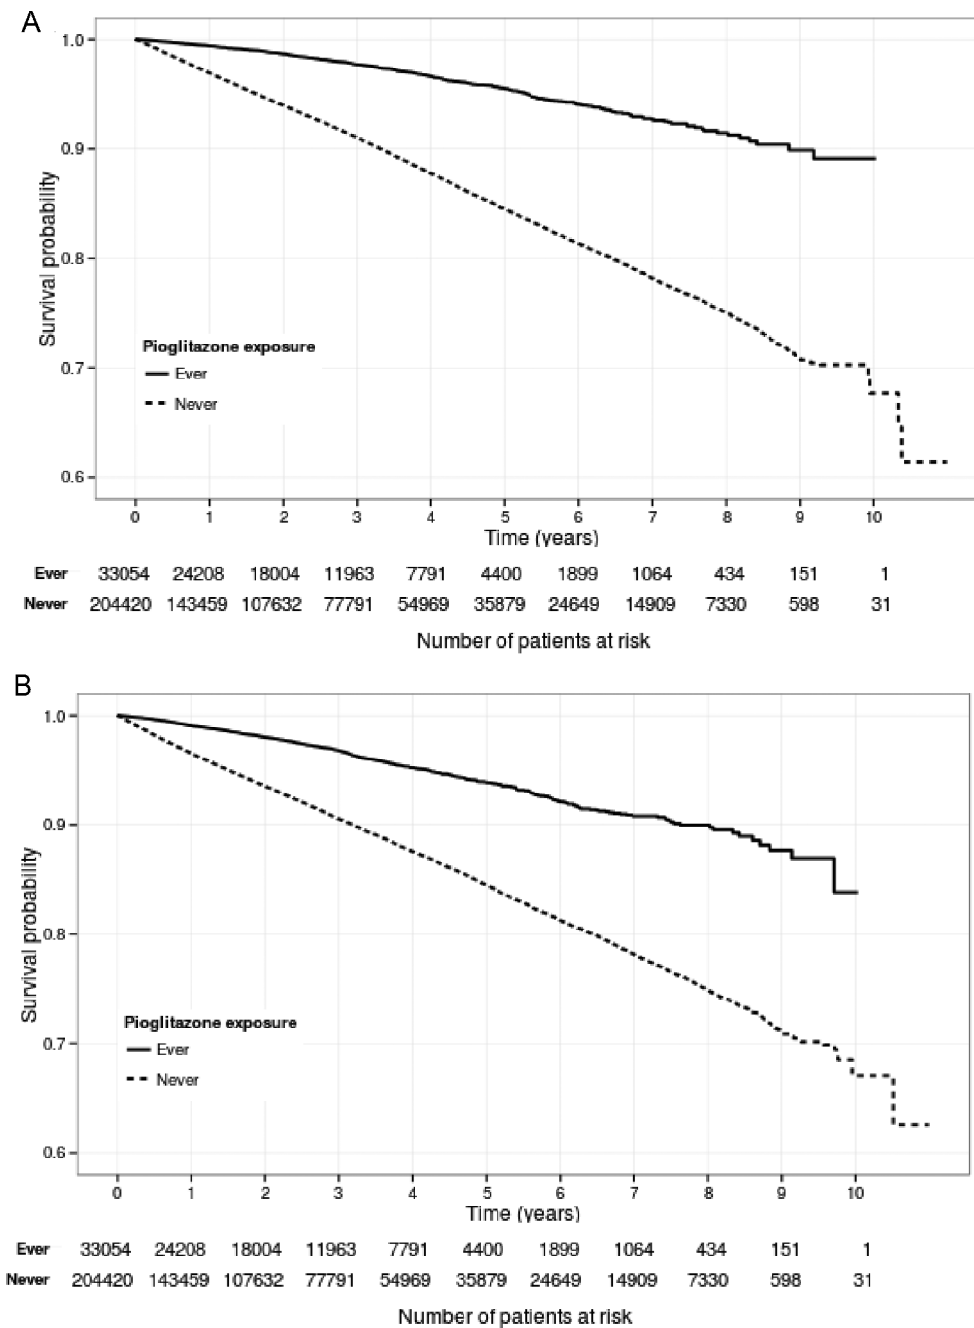 A
1.0
0.9
0.8
0.7
0.6
Survival probability
Pioglitazone exposure
Ever
Never
0 1 2 3 4 5 6 7 8 9 10
Time (years)
Ever 33054 24208 18004 11963 7791 4400 1899 1064 434 151 1
Never 204420 143459 107632 77791 54969 35879 24649 14909 7330 598 31
Number of patients at risk
B
1.0
0.9
0.8
0.7
0.6
Survival probability
Pioglitazone exposure
Ever
Never
0 1 2 3 4 5 6 7 8 9 10
Time (years)
Ever 33054 24208 18004 11963 7791 4400 1899 1064 434 151 1
Never 204420 143459 107632 77791 54969 35879 24649 14909 7330 598 31
Number of patients at risk